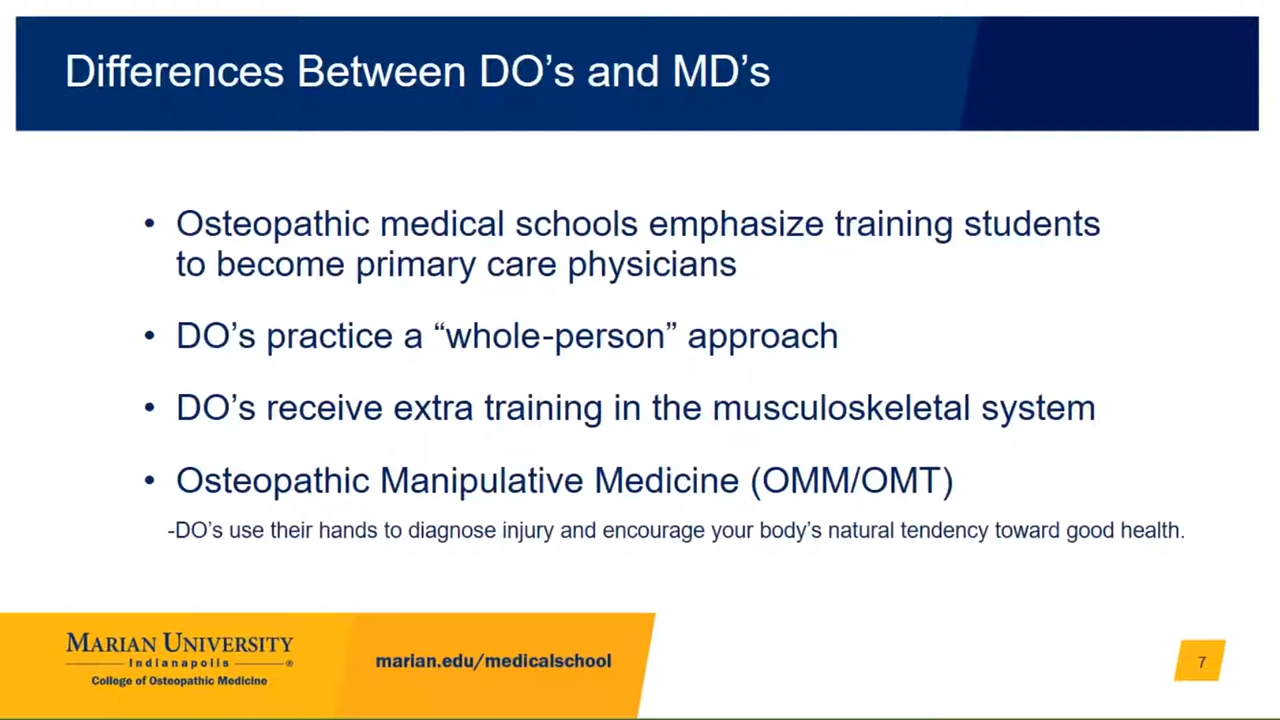 Differences Between DO’s and MD’s
• Osteopathic medical schools emphasize training students
to become primary care physicians
• DO’s practice a “whole-person” approach
• DO’s receive extra training in the musculoskeletal system
• Osteopathic Manipulative Medicine (OMM/OMT)
-DO’s use their hands to diagnose injury and encourage your body’s natural tendency toward good health.
MARIAN UNIVERSITY
Indianapolis ®
College of Osteopathic Medicine
marian.edu/medicalschool
7